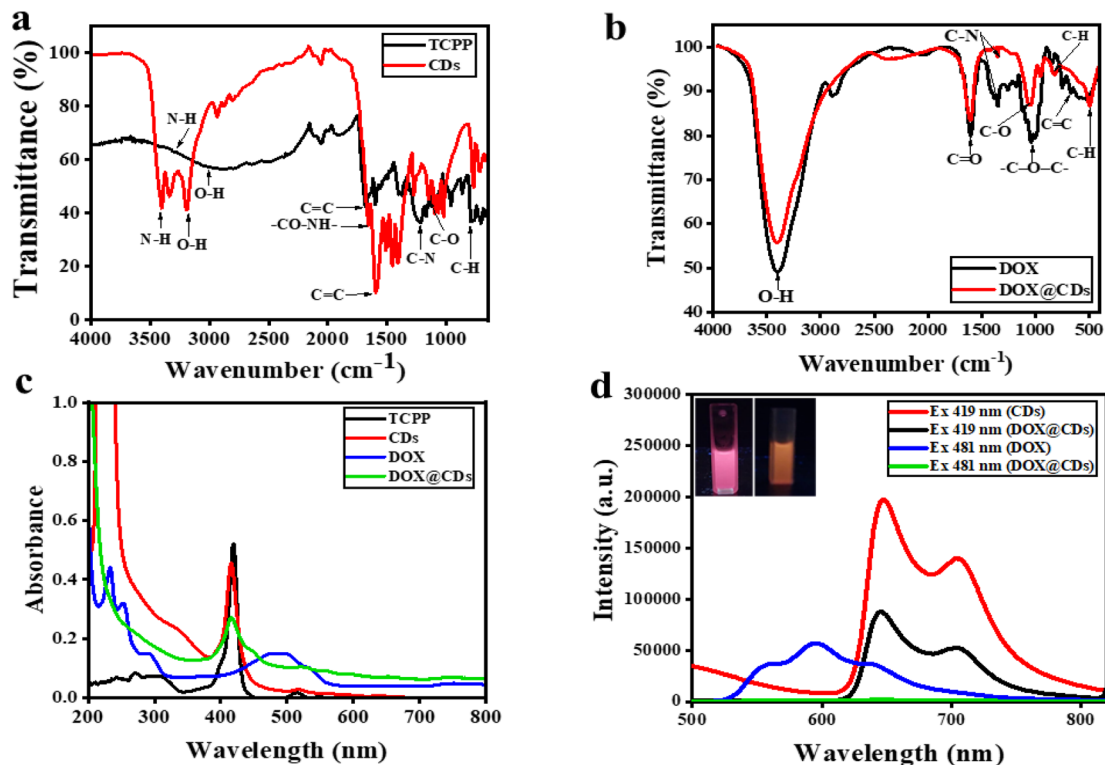 a
Transmittance (%)
100
80
60
40
20
0
TCPP
CDs
N-H
O-H
N-H
O-H
C=C
-CO-NH-
C=C
C-O
C-N
C-H
4000 3500 3000 2500 2000 1500 1000
Wavenumber (cm⁻¹)
b
Transmittance (%)
100
90
80
70
60
50
40
C-N
C-H
C-O
C=C
C=O
-C-O-C-
C-H
O-H
DOX
DOX@CDs
4000 3000 2000 1000 500
Wavenumber (cm⁻¹)
c
Absorbance
1.0
0.8
0.6
0.4
0.2
0.0
TCPP
CDs
DOX
DOX@CDs
200 300 400 500 600 700 800
Wavelength (nm)
d
Intensity (a.u.)
300000
250000
200000
150000
100000
50000
0
Ex 419 nm (CDs)
Ex 419 nm (DOX@CDs)
Ex 481 nm (DOX)
Ex 481 nm (DOX@CDs)
500 600 700 800
Wavelength (nm)